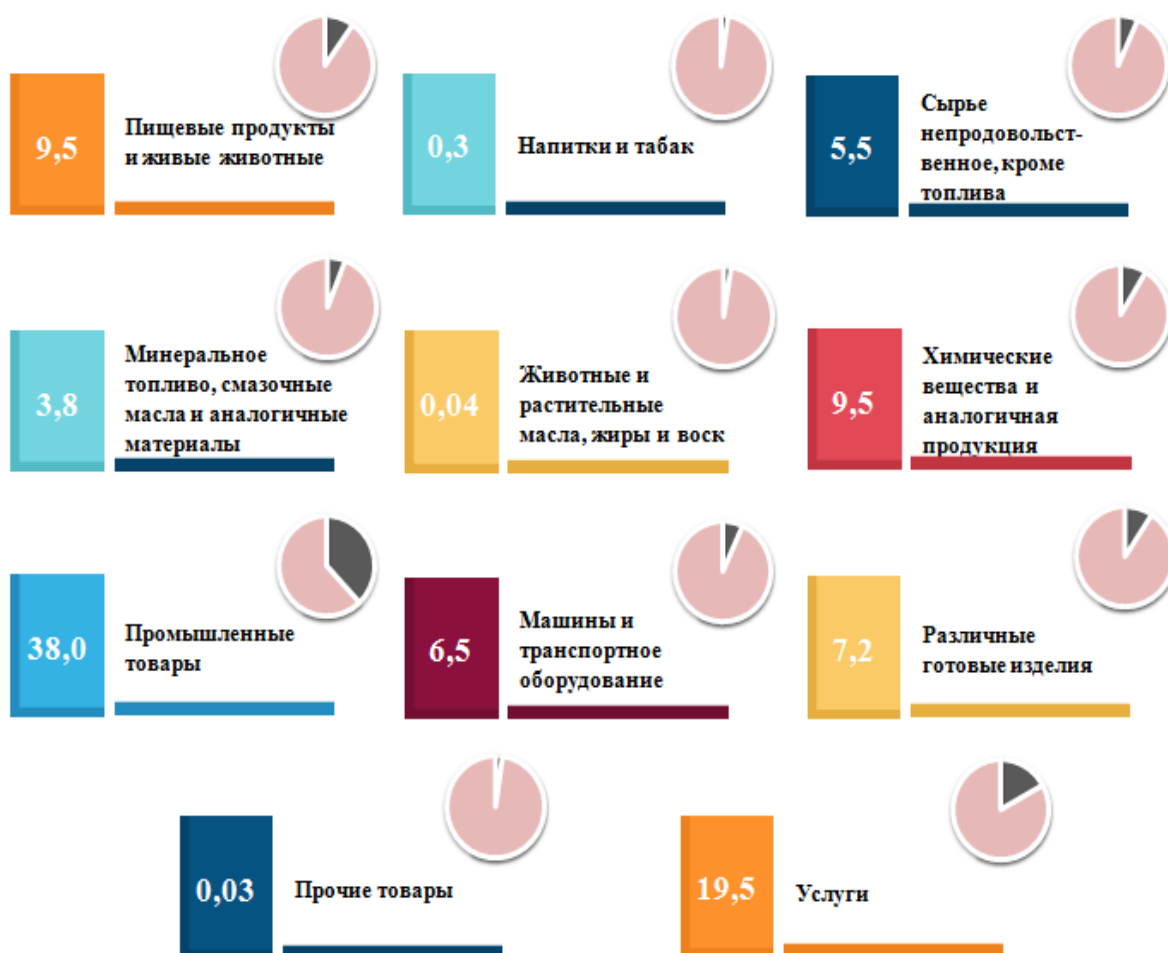 9,5
Пищевые продукты
и живые животные
0,3
Напитки и табак
5,5
Сырье
непродовольст-
венное, кроме
топлива
3,8
Минеральное
топливо, смазочные
масла и аналогичные
материалы
0,04
Животные и
растительные
масла, жиры и воск
9,5
Химические
вещества и
аналогичная
продукция
38,0
Промышленные
товары
6,5
Машины и
транспортное
оборудование
7,2
Различные
готовые изделия
0,03
Прочие товары
19,5
Услуги